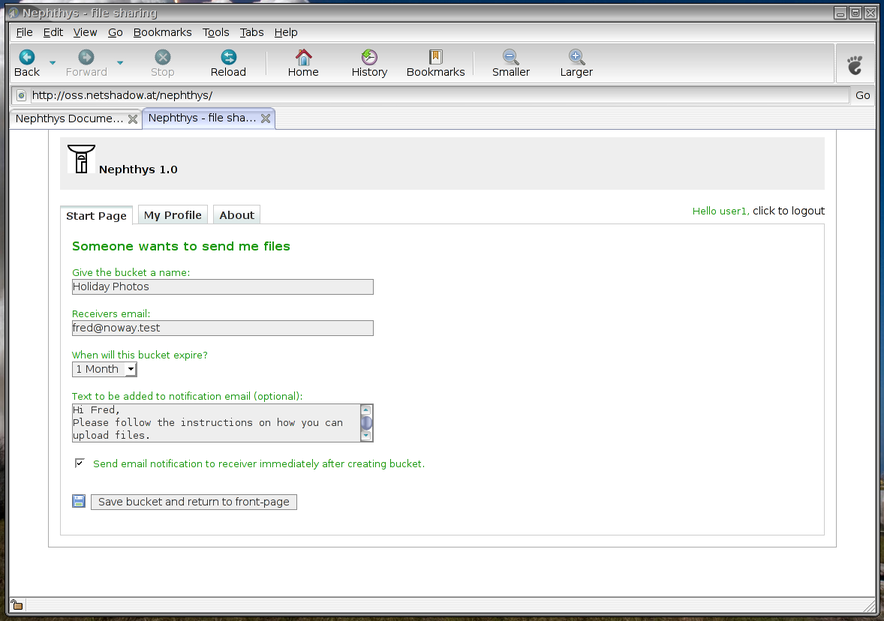 Nephthys - file sharing
File Edit View Go Bookmarks Tools Tabs Help
Back Forward Stop Reload Home History Bookmarks Smaller Larger
http://oss.netshadow.at/nephthys/ Go
Nephthys Docume... Nephthys - file sha...
Nephthys 1.0
Start Page My Profile About Hello user1, click to logout
Someone wants to send me files
Give the bucket a name:
Holiday Photos
Receivers email:
fred@noway.test
When will this bucket expire?
1 Month
Text to be added to notification email (optional):
Hi Fred,
Please follow the instructions on how you can
upload files.
Send email notification to receiver immediately after creating bucket.
Save bucket and return to front-page